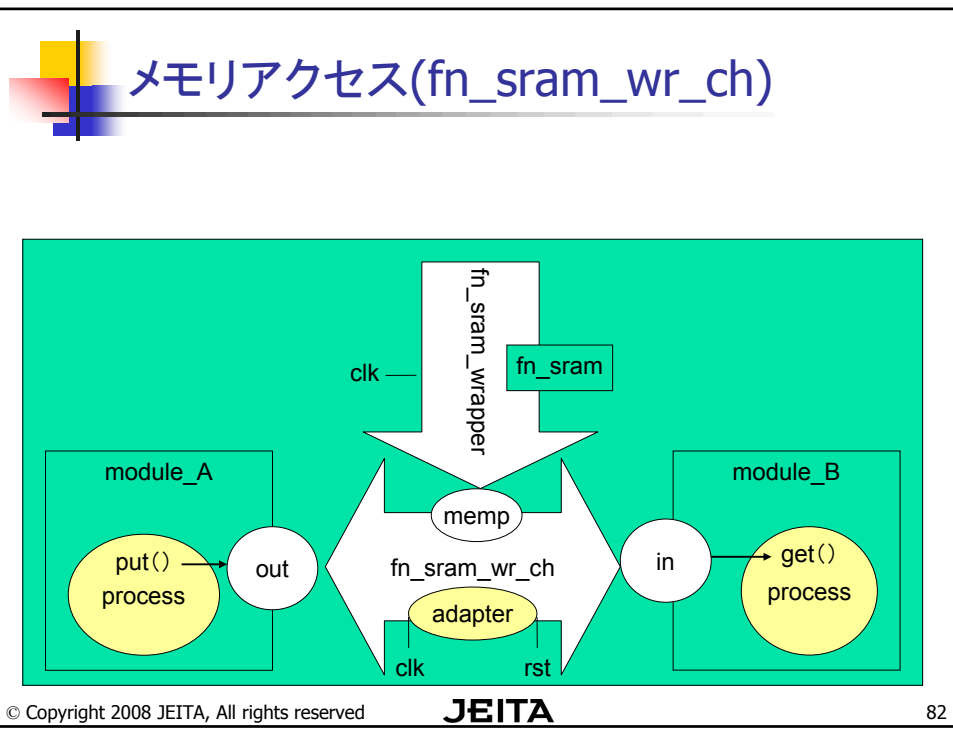 メモリアクセス(fn_sram_wr_ch)
fn_sram_wrapper
clk
fn_sram
module_A
module_B
memp
put()
process
out
fn_sram_wr_ch
in
get()
process
adapter
clk
rst
© Copyright 2008 JEITA, All rights reserved
JEITA
82